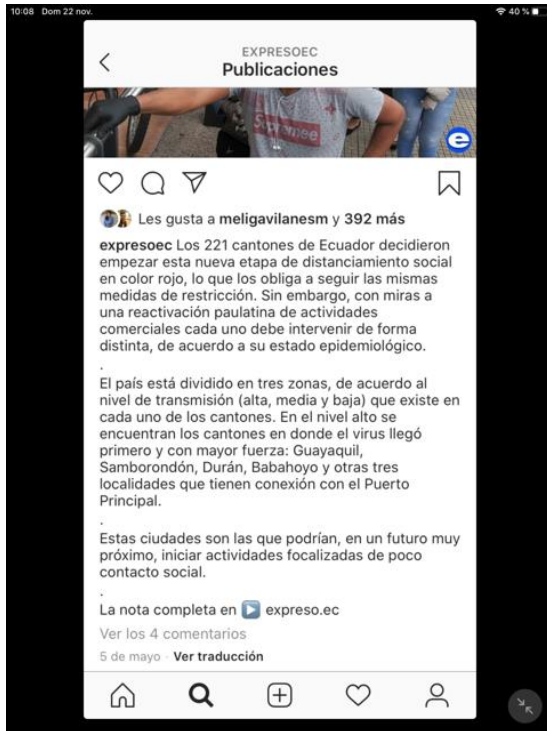 10:08 Dom 22 nov.
40 %
EXPRESOEC
Publicaciones
Supremee
e
Les gusta a meligavilanesm y 392 más
expresoec Los 221 cantones de Ecuador decidieron
empezar esta nueva etapa de distanciamiento social
en color rojo, lo que los obliga a seguir las mismas
medidas de restricción. Sin embargo, con miras a
una reactivación paulatina de actividades
comerciales cada uno debe intervenir de forma
distinta, de acuerdo a su estado epidemiológico.
.
El país está dividido en tres zonas, de acuerdo al
nivel de transmisión (alta, media y baja) que existe en
cada uno de los cantones. En el nivel alto se
encuentran los cantones en donde el virus llegó
primero y con mayor fuerza: Guayaquil,
Samborondón, Durán, Babahoyo y otras tres
localidades que tienen conexión con el Puerto
Principal.
.
Estas ciudades son las que podrían, en un futuro muy
próximo, iniciar actividades focalizadas de poco
contacto social.
.
La nota completa en ▶️ expreso.ec
Ver los 4 comentarios
5 de mayo · Ver traducción